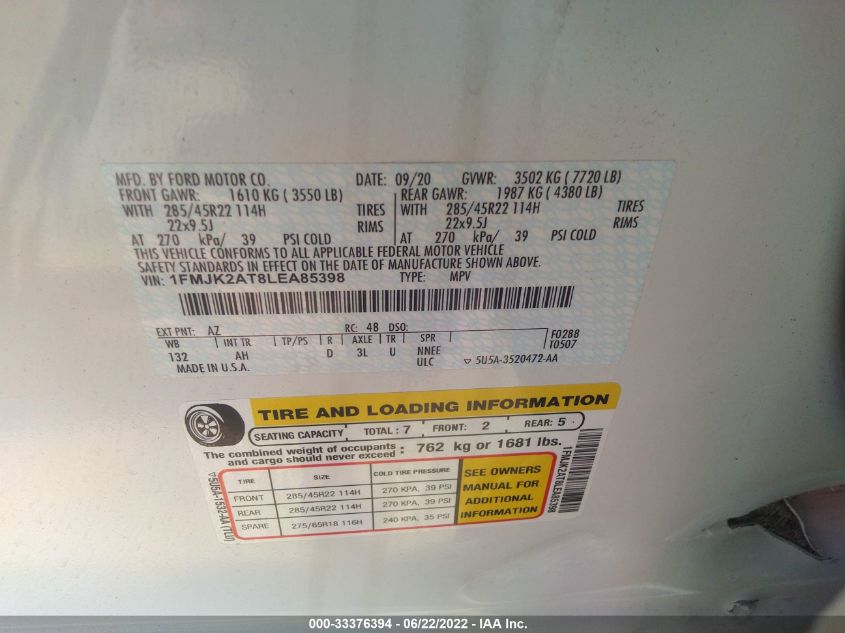 MFD. BY FORD MOTOR CO. DATE: 09/20 GVWR: 3502 KG ( 7720 LB)
FRONT GAWR: 1610 KG ( 3550 LB) REAR GAWR: 1987 KG ( 4380 LB)
WITH 285/45R22 114H TIRES WITH 285/45R22 114H TIRES
22x9.5J RIMS 22x9.5J RIMS
AT 270 kPa/ 39 PSI COLD AT 270 kPa/ 39 PSI COLD
THIS VEHICLE CONFORMS TO ALL APPLICABLE FEDERAL MOTOR VEHICLE
SAFETY STANDARDS IN EFFECT ON THE DATE OF MANUFACTURE SHOWN ABOVE.
VIN: 1FMJK2AT8LEA85398 TYPE: MPV
EXT PNT: AZ RC: 48 DSO: F0288
WB INT TR TP/PS R AXLE TR SPR T0507
132 AH D 3L U NNEE
ULC
MADE IN U.S.A. ▽ 5U5A-3520472-AA
TIRE AND LOADING INFORMATION
SEATING CAPACITY TOTAL : 7 FRONT: 2 REAR: 5
The combined weight of occupants
and cargo should never exceed : 762 kg or 1681 lbs.
TIRE SIZE COLD TIRE PRESSURE
FRONT 285/45R22 114H 270 KPA, 39 PSI
REAR 285/45R22 114H 270 KPA, 39 PSI
SPARE 275/65R18 116H 240 KPA, 35 PSI
SEE OWNERS
MANUAL FOR
ADDITIONAL
INFORMATION
▽5U5A-1532-AA (TLU)
1FMJK2AT8LEA85398
000-33376394 - 06/22/2022 - IAA Inc.